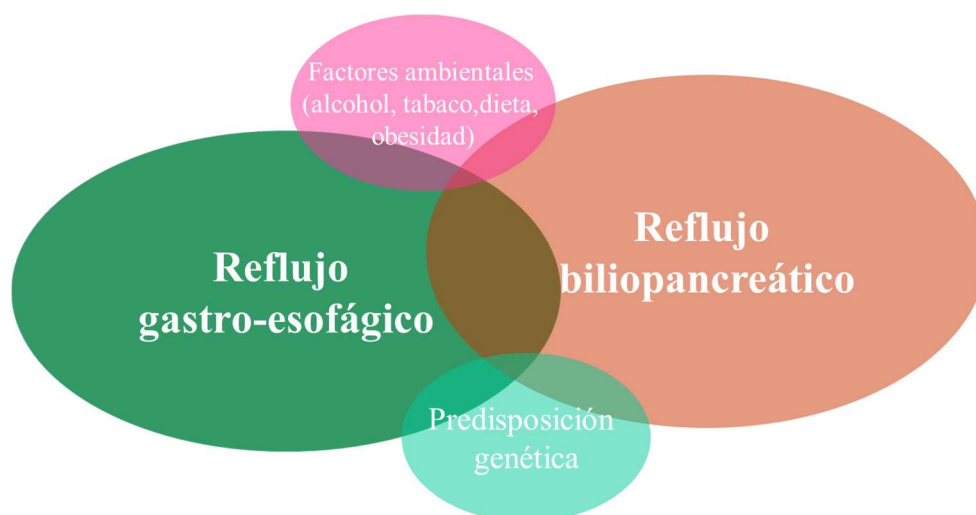 Factores ambientales
(alcohol, tabaco,dieta,
obesidad)
Reflujo
gastro-esofágico
Reflujo
biliopancreático
Predisposición
genética